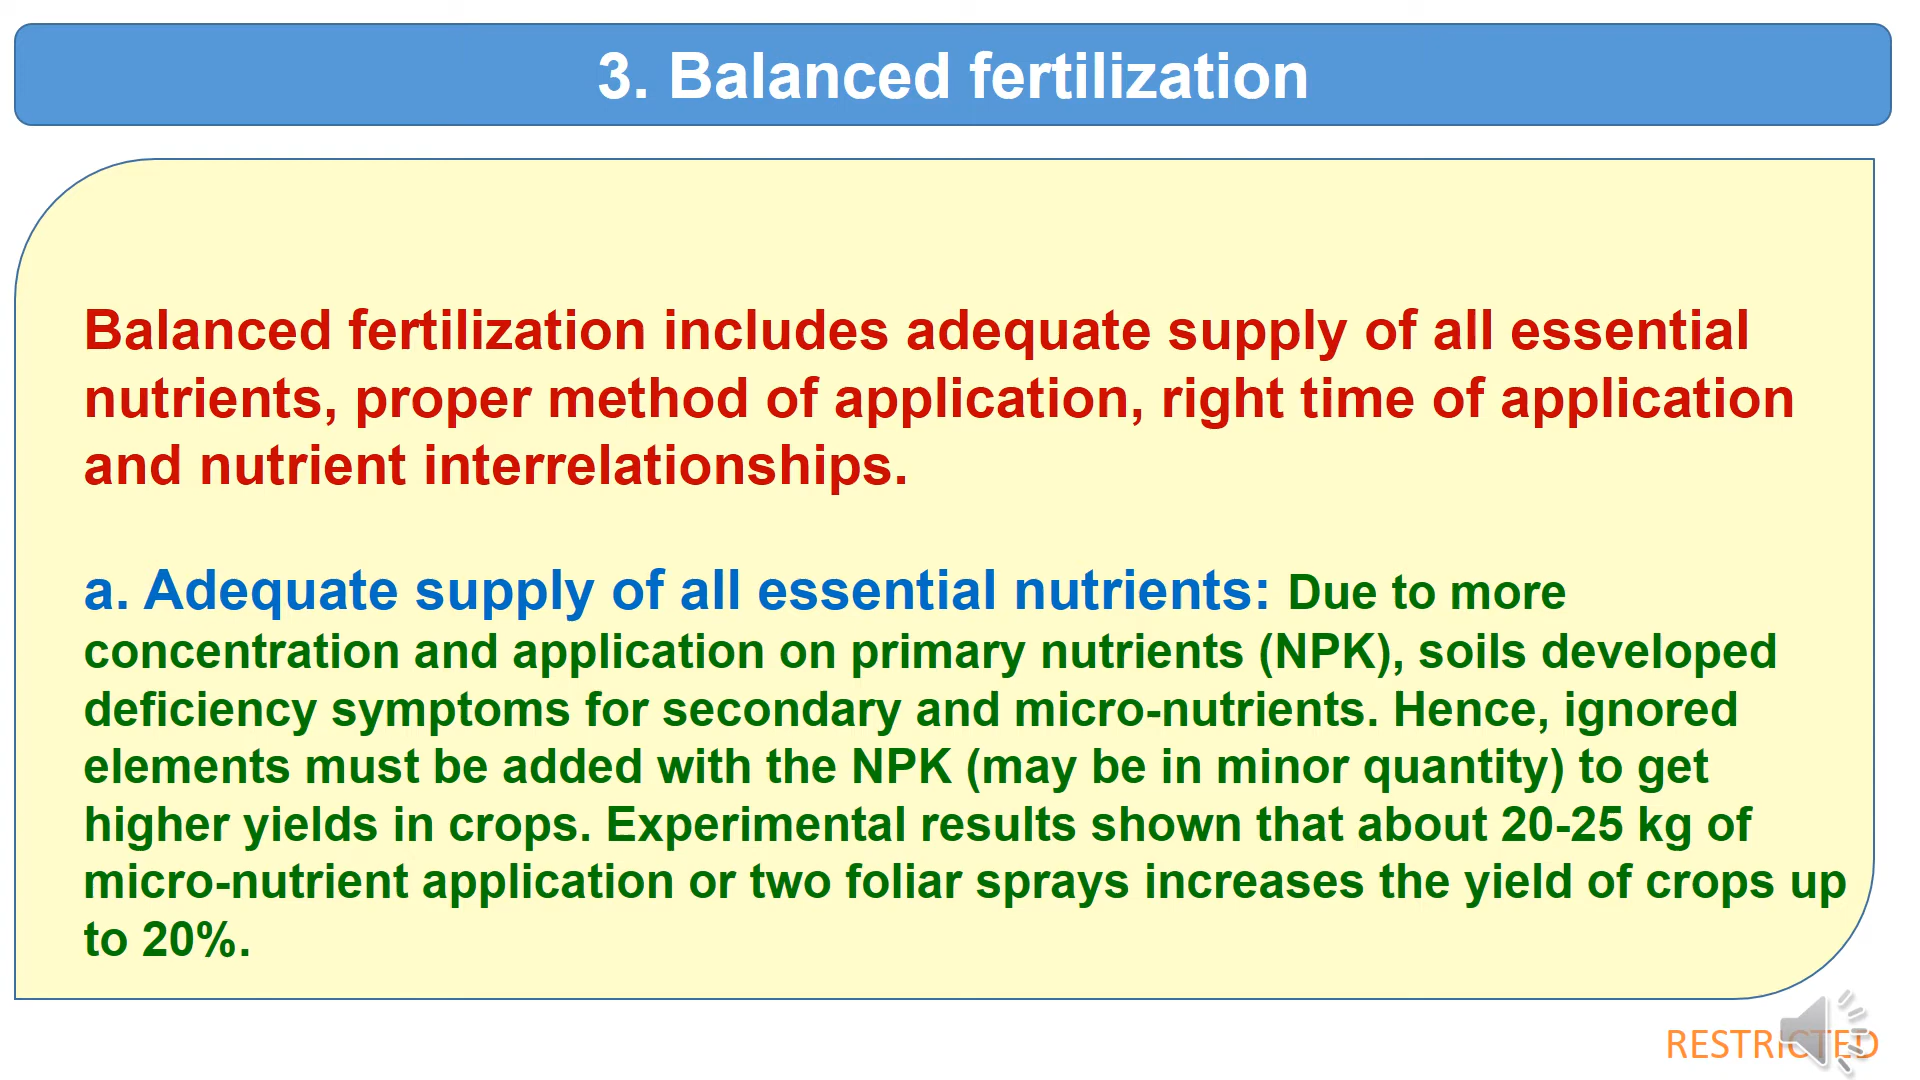 3. Balanced fertilization
Balanced fertilization includes adequate supply of all essential
nutrients, proper method of application, right time of application
and nutrient interrelationships.
a. Adequate supply of all essential nutrients: Due to more
concentration and application on primary nutrients (NPK), soils developed
deficiency symptoms for secondary and micro-nutrients. Hence, ignored
elements must be added with the NPK (may be in minor quantity) to get
higher yields in crops. Experimental results shown that about 20-25 kg of
micro-nutrient application or two foliar sprays increases the yield of crops up
to 20%.
RESTRICTED